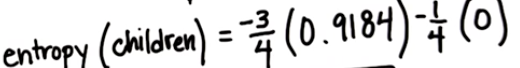 entropy (children) = -3/4 (0.9184) - 1/4 (0)